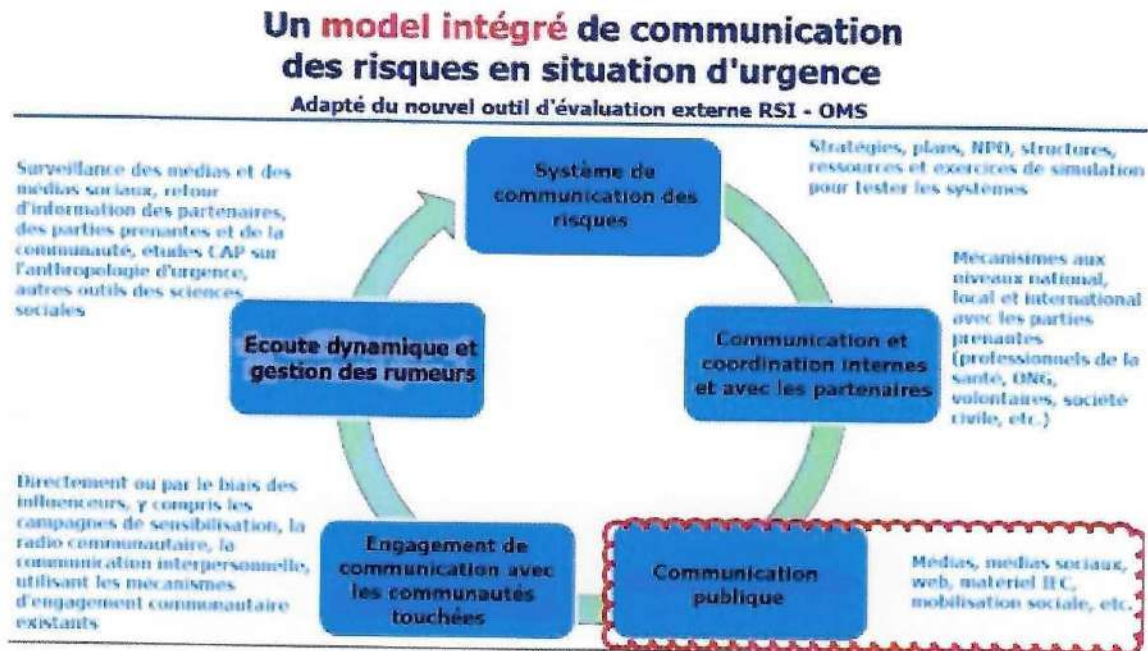 Un model intégré de communication
des risques en situation d'urgence
Adapté du nouvel outil d'évaluation externe RSI - OMS
Système de
communication des
risques
Stratégies, plans, NPO, structures,
ressources et exercices de simulation
pour tester les systèmes
Communication et
coordination internes
et avec les partenaires
Mécanisimes aux
niveaux national,
local et international
avec les parties
prenantes
(professionnels de la
santé, ONG,
volontaires, société
civile, etc.)
Communication
publique
Médias, médias sociaux,
web, matériel IEC,
mobilisation sociale, etc.
Engagement de
communication avec
les communautés
touchées
Directement ou par le biais des
influenceurs, y compris les
campagnes de sensibilisation, la
radio communautaire, la
communication interpersonnelle,
utilisant les mécanismes
d'engagement communautaire
existants
Ecoute dynamique et
gestion des rumeurs
Surveillance des médias et des
médias sociaux, retour
d'information des partenaires,
des parties prenantes et de la
communauté, études CAP sur
l'anthropologie d'urgence,
autres outils des sciences
sociales